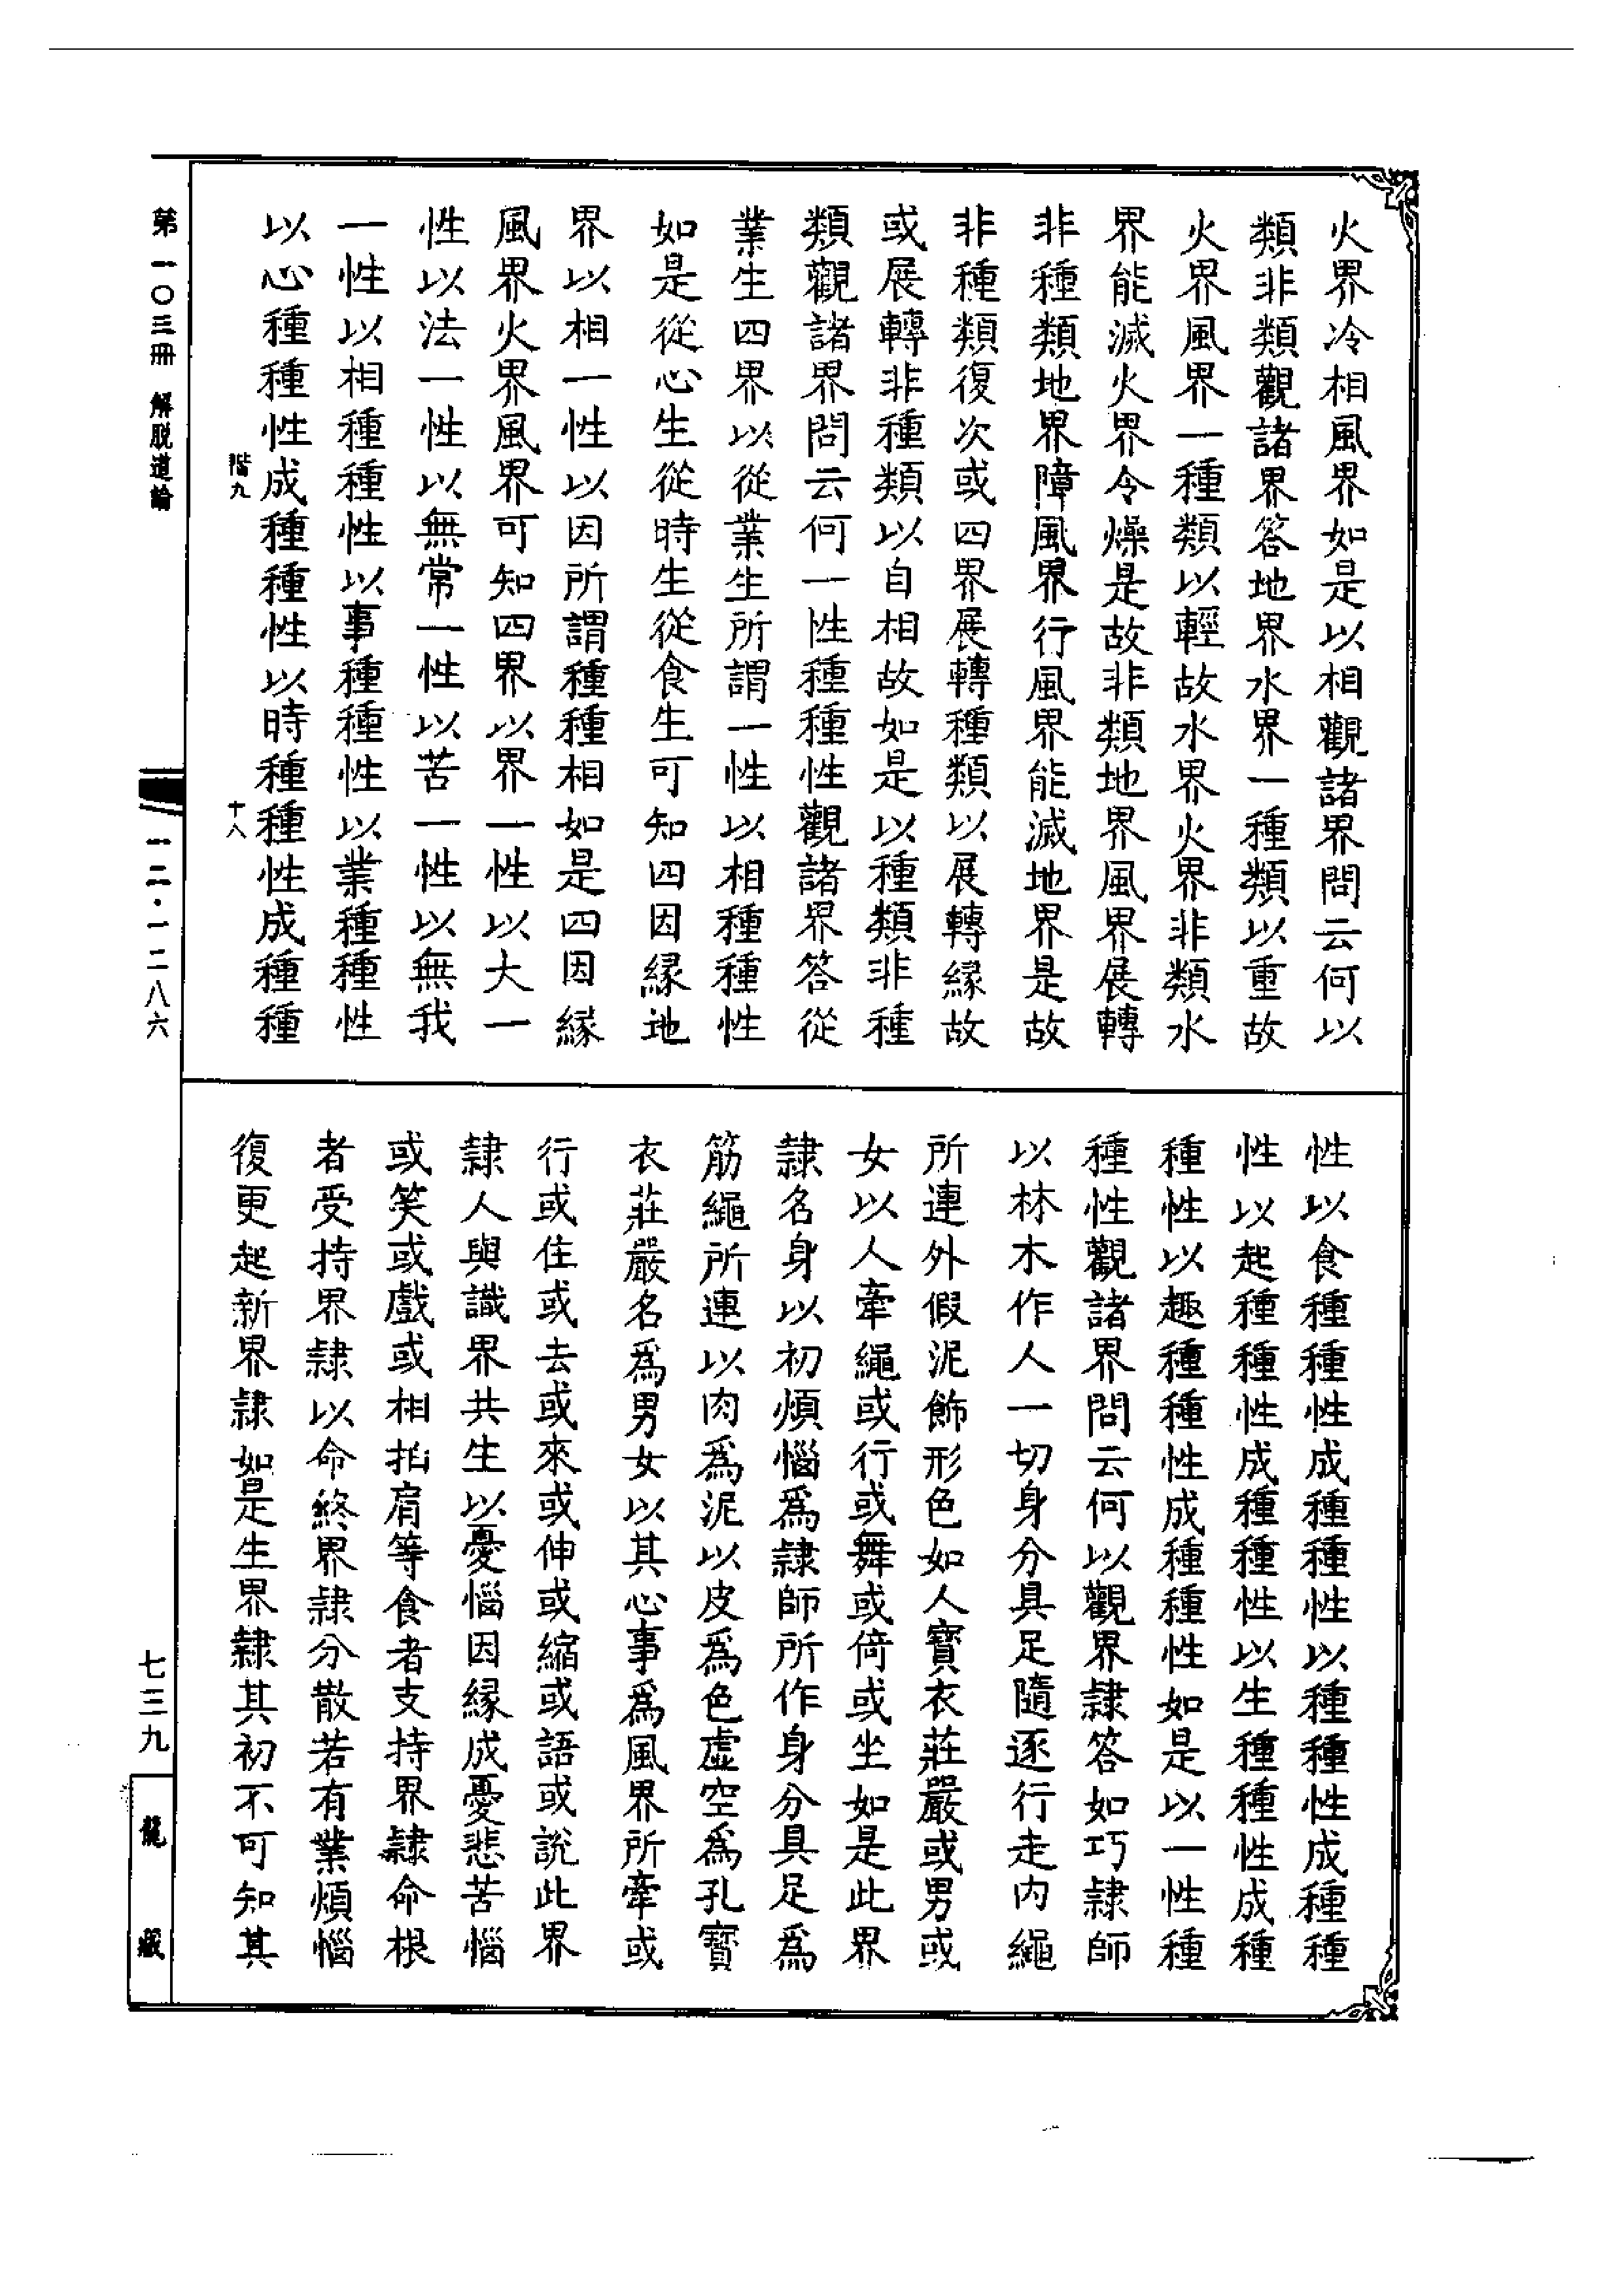 火界冷相風界如是以相觀諸界問云何以
類非類觀諸界答地界水界一種類以重故
火界風界一種類以輕故水界火界非類水
界能滅火界令燥是故非類地界風界展轉
非種類地界障風界行風界能滅地界是故
非種類復次或四界展轉種類以展轉緣故
或展轉非種類以自相故如是以種類非種
類觀諸界問云何一性種種性觀諸界答從
業生四界以從業生所謂一性以相種種性
如是從心生從時生從食生可知四因緣地
界以相一性以因所謂種種相如是四因緣
風界火界風界可知四界以界一性以大一
性以法一性以無常一性以苦一性以無我
一性以相種種性以事種種性以業種種性
以心種種性成種種性以時種種性成種種
階九
十八
性以食種種性成種種性以種種性成種種
性以起種種性成種種性以生種種性成種
種性以趣種種性成種種性如是以一性種
種性觀諸界問云何以觀界隸答如巧隸師
以林木作人一切身分具足隨逐行走內繩
所連外假泥飾形色如人寶衣莊嚴或男或
女以人牽繩或行或舞或倚或坐如是此界
隸名身以初煩惱爲隸師所作身分具足爲
筋繩所連以肉爲泥以皮爲色虛空爲孔寶
衣莊嚴名爲男女以其心事爲風界所牽或
行或住或去或來或伸或縮或語或說此界
隸人與識界共生以憂惱因緣成憂悲苦惱
或笑或戲或相拍肩等食者支持界隸命根
者受持界隸以命終界隸分散若有業煩惱
復更起新界隸如是生界隸其初不可知其
第一〇三冊 解脱道論
一二·一二八六
七三九
龍藏